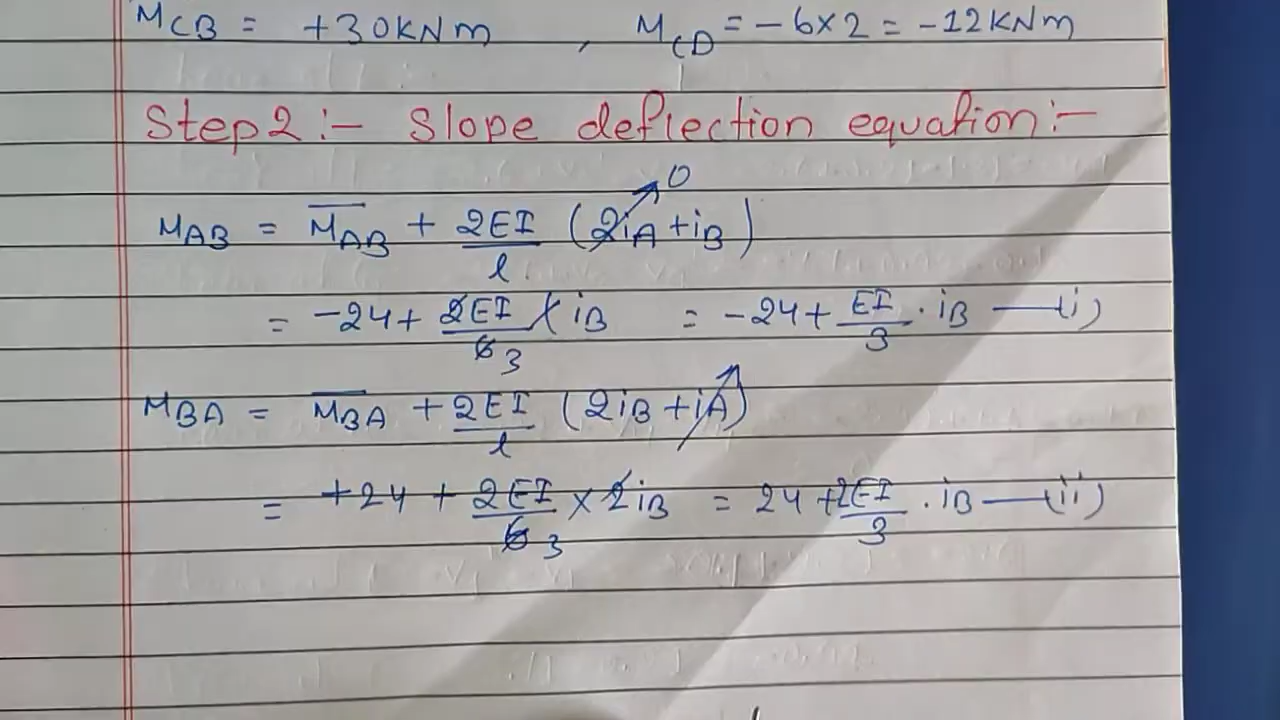 MCB = +30KNm , MCD = -6×2 = -12KNm
Step 2 :- Slope deflection equation :-
MAB = M̅AB + 2EI/l (2iA + iB) 0
= -24 + 2EI/6 3 × iB = -24 + EI/3 . iB —(i)
MBA = M̅BA + 2EI/l (2iB + iA)
= +24 + 2EI/6 3 × 2iB = 24 + 2EI/3 . iB —(ii)